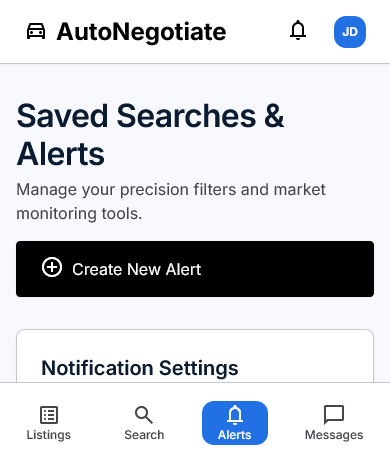 AutoNegotiate
JD
Saved Searches &
Alerts
Manage your precision filters and market
monitoring tools.
Create New Alert
Notification Settings
Listings
Search
Alerts
Messages